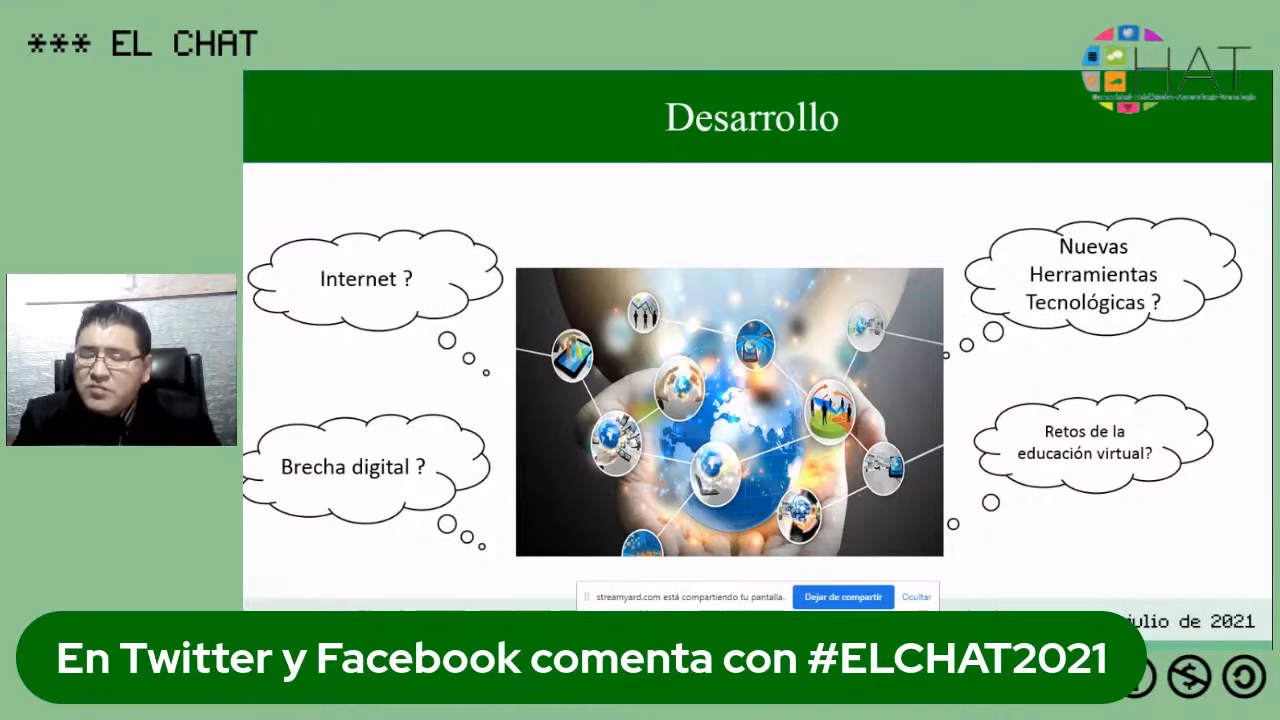 *** EL CHAT
HAT
Desarrollo
Internet ?
Nuevas
Herramientas
Tecnológicas ?
Brecha digital ?
Retos de la
educación virtual?
streamyard.com está compartiendo tu pantalla.
Dejar de compartir
Ocultar
julio de 2021
En Twitter y Facebook comenta con #ELCHAT2021